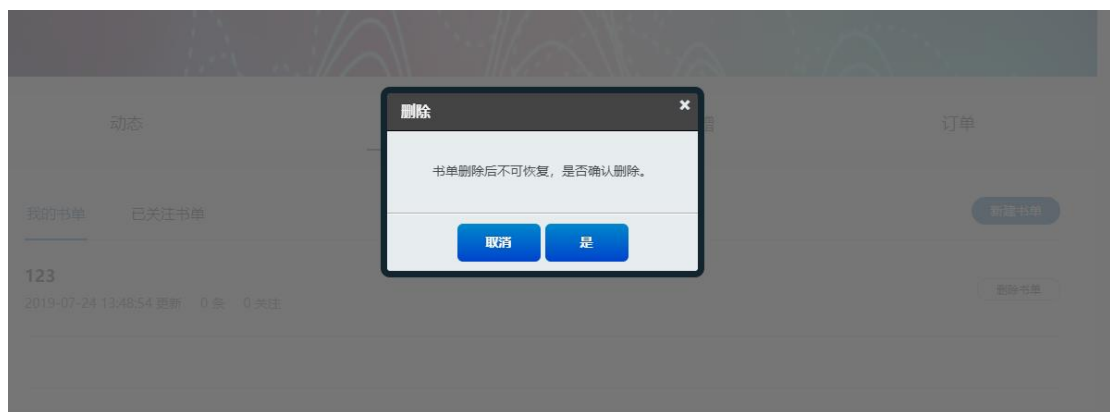 删除
动态
订单
书单删除后不可恢复，是否确认删除。
我的书单 已关注书单
新建书单
取消 是
123
2019-07-24 13:48:54 更新 0 条 0 关注
删除书单